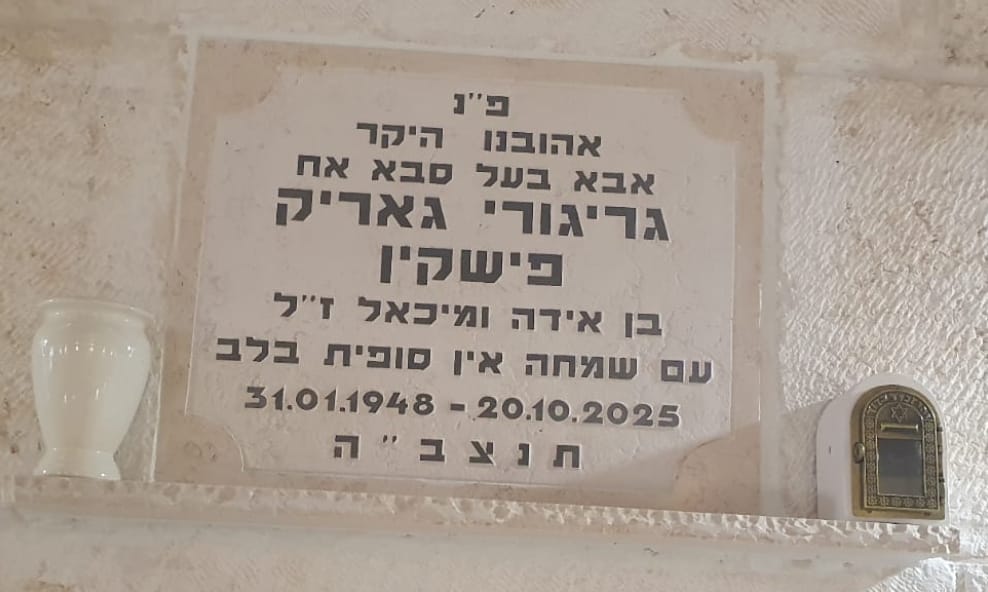 פ"נ
אהובנו היקר
אבא בעל סבא אח
גריגורי גאריק
פישקין
בן אידה ומיכאל ז"ל
עם שמחה אין סופית בלב
31.01.1948 - 20.10.2025
ת נ צ ב " ה